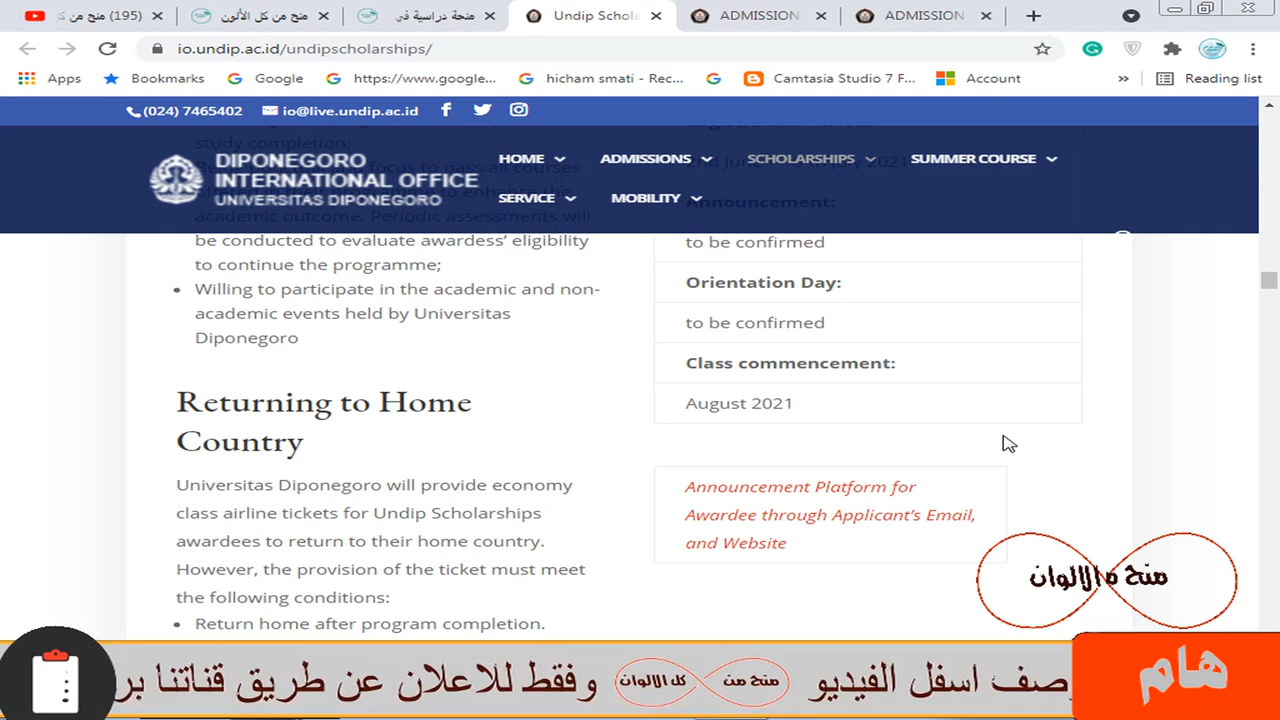 (195) منح من ك
منح من كل الألون
منحة دراسية في
Undip Schola
ADMISSION
ADMISSION
io.undip.ac.id/undipscholarships/
Apps
Bookmarks
Google
https://www.google...
hicham smati - Rec...
Camtasia Studio 7 F...
Account
»
Reading list
(024) 7465402
io@live.undip.ac.id
DIPONEGORO
INTERNATIONAL OFFICE
UNIVERSITAS DIPONEGORO
HOME
ADMISSIONS
SCHOLARSHIPS
SUMMER COURSE
SERVICE
MOBILITY
study completion;
academic outcome. Periodic assessments will
be conducted to evaluate awardess’ eligibility
to continue the programme;
• Willing to participate in the academic and non-
academic events held by Universitas
Diponegoro
Returning to Home
Country
Universitas Diponegoro will provide economy
class airline tickets for Undip Scholarships
awardees to return to their home country.
However, the provision of the ticket must meet
the following conditions:
• Return home after program completion.
Announcement:
to be confirmed
Orientation Day:
to be confirmed
Class commencement:
August 2021
Announcement Platform for
Awardee through Applicant’s Email,
and Website
منح م الالوان
هام
صف اسفل الفيديو منح من كل الالوان وفقط للاعلان عن طريق قناتنا بر